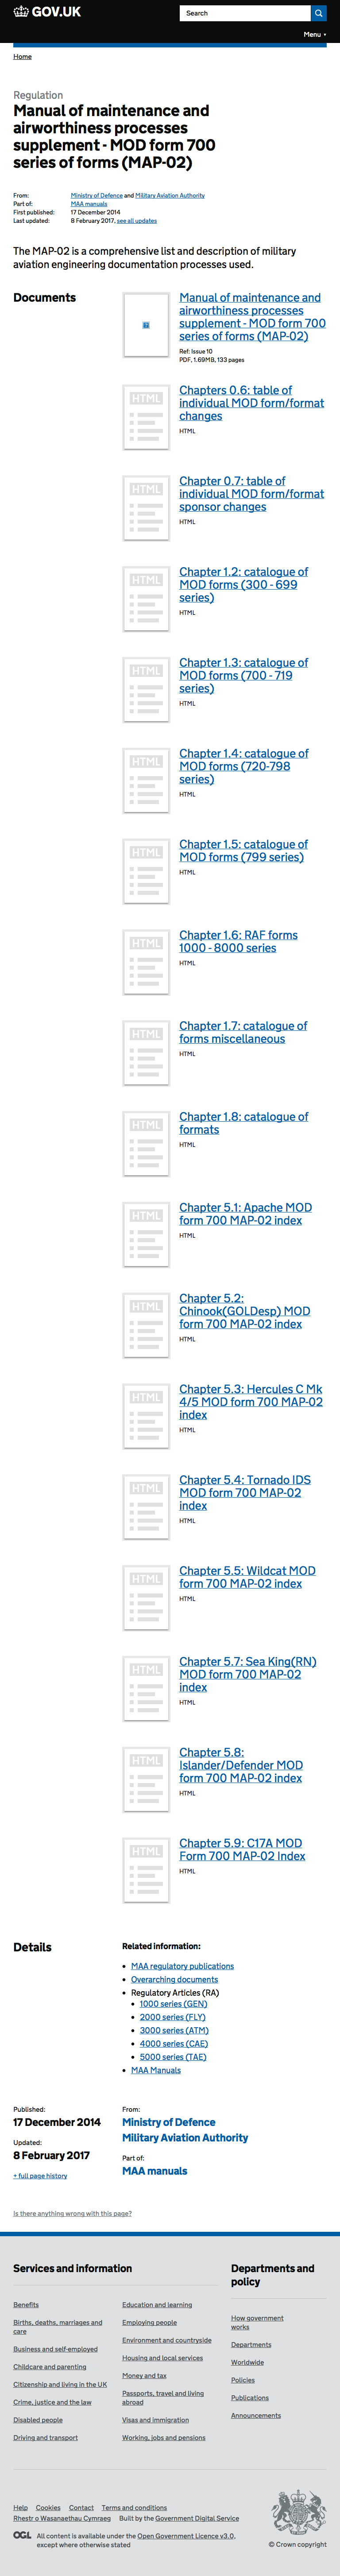 GOV.UK
Search
Menu
Home
Regulation
Manual of maintenance and
airworthiness processes
supplement - MOD form 700
series of forms (MAP-02)
From: Ministry of Defence and Military Aviation Authority
Part of: MAA manuals
First published: 17 December 2014
Last updated: 8 February 2017, see all updates
The MAP-02 is a comprehensive list and description of military
aviation engineering documentation processes used.
Documents
Manual of maintenance and
airworthiness processes
supplement - MOD form 700
series of forms (MAP-02)
Ref: Issue 10
PDF, 1.69MB, 133 pages
HTML
Chapters 0.6: table of
individual MOD form/format
changes
HTML
HTML
Chapter 0.7: table of
individual MOD form/format
sponsor changes
HTML
HTML
Chapter 1.2: catalogue of
MOD forms (300 - 699
series)
HTML
HTML
Chapter 1.3: catalogue of
MOD forms (700 - 719
series)
HTML
HTML
Chapter 1.4: catalogue of
MOD forms (720-798
series)
HTML
HTML
Chapter 1.5: catalogue of
MOD forms (799 series)
HTML
HTML
Chapter 1.6: RAF forms
1000 - 8000 series
HTML
HTML
Chapter 1.7: catalogue of
forms miscellaneous
HTML
HTML
Chapter 1.8: catalogue of
formats
HTML
HTML
Chapter 5.1: Apache MOD
form 700 MAP-02 index
HTML
HTML
Chapter 5.2:
Chinook(GOLDesp) MOD
form 700 MAP-02 index
HTML
HTML
Chapter 5.3: Hercules C Mk
4/5 MOD form 700 MAP-02
index
HTML
HTML
Chapter 5.4: Tornado IDS
MOD form 700 MAP-02
index
HTML
HTML
Chapter 5.5: Wildcat MOD
form 700 MAP-02 index
HTML
HTML
Chapter 5.7: Sea King(RN)
MOD form 700 MAP-02
index
HTML
HTML
Chapter 5.8:
Islander/Defender MOD
form 700 MAP-02 index
HTML
HTML
Chapter 5.9: C17A MOD
Form 700 MAP-02 Index
HTML
Details
Related information:
MAA regulatory publications
Overarching documents
Regulatory Articles (RA)
1000 series (GEN)
2000 series (FLY)
3000 series (ATM)
4000 series (CAE)
5000 series (TAE)
MAA Manuals
Published:
17 December 2014
Updated:
8 February 2017
+ full page history
From:
Ministry of Defence
Military Aviation Authority
Part of:
MAA manuals
Is there anything wrong with this page?
Services and information
Benefits
Births, deaths, marriages and
care
Business and self-employed
Childcare and parenting
Citizenship and living in the UK
Crime, justice and the law
Disabled people
Driving and transport
Education and learning
Employing people
Environment and countryside
Housing and local services
Money and tax
Passports, travel and living
abroad
Visas and immigration
Working, jobs and pensions
Departments and
policy
How government
works
Departments
Worldwide
Policies
Publications
Announcements
Help Cookies Contact Terms and conditions
Rhestr o Wasanaethau Cymraeg Built by the Government Digital Service
OGL All content is available under the Open Government Licence v3.0,
except where otherwise stated
© Crown copyright